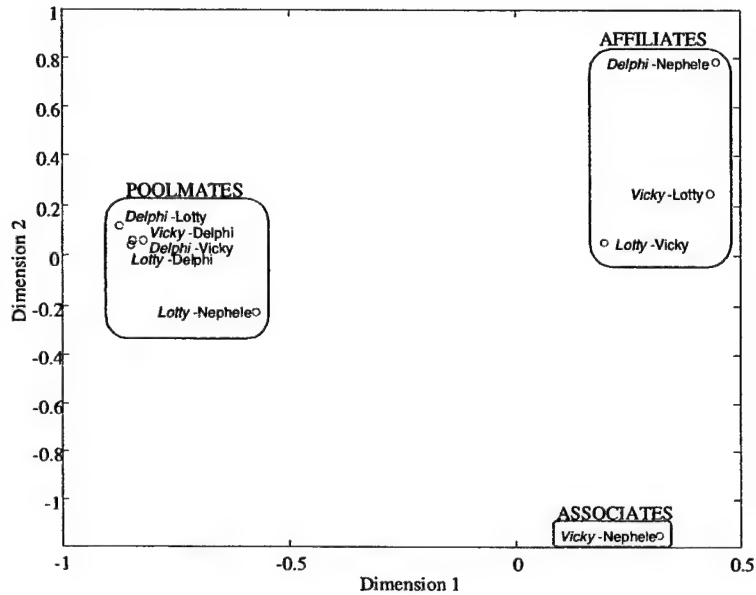 1
0.8
0.6
0.4
0.2
0
-0.2
-0.4
-0.6
-0.8
-1
Dimension 2
AFFILIATES
Delphi -Nephele
Vicky -Lotty
Lotty -Vicky
POOLMATES
Delphi -Lotty
Vicky -Delphi
Delphi -Vicky
Lotty -Delphi
Lotty -Nephele
ASSOCIATES
Vicky -Nephele
-1 -0.5 0 0.5
Dimension 1